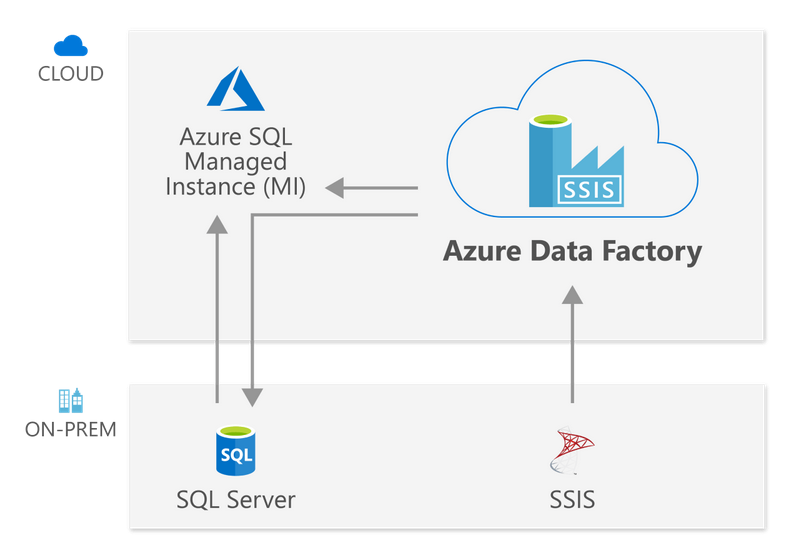 CLOUD
Azure SQL
Managed
Instance (MI)
SSIS
Azure Data Factory
ON-PREM
SQL
SQL Server
SSIS